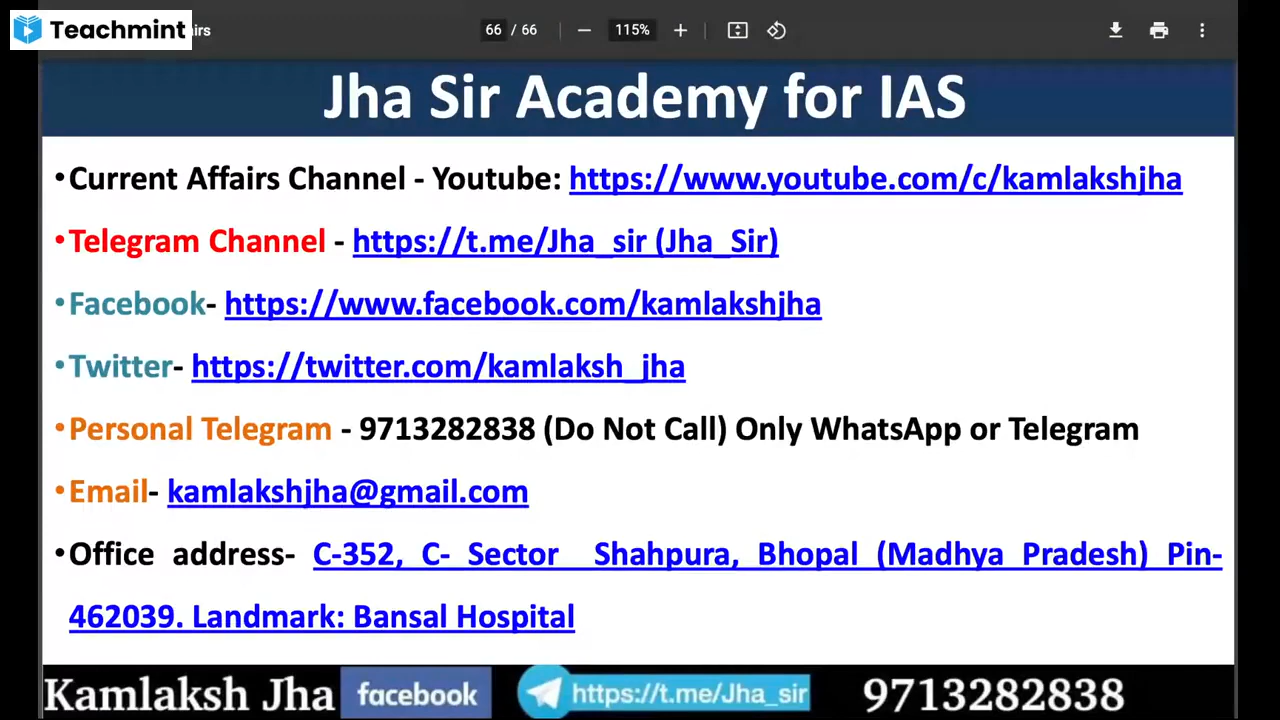 Teachmint
irs
66 / 66
115%
Jha Sir Academy for IAS
•Current Affairs Channel - Youtube: https://www.youtube.com/c/kamlakshjha
•Telegram Channel - https://t.me/Jha_sir (Jha_Sir)
•Facebook- https://www.facebook.com/kamlakshjha
•Twitter- https://twitter.com/kamlaksh_jha
•Personal Telegram - 9713282838 (Do Not Call) Only WhatsApp or Telegram
•Email- kamlakshjha@gmail.com
•Office address- C-352, C- Sector Shahpura, Bhopal (Madhya Pradesh) Pin-
462039. Landmark: Bansal Hospital
Kamlaksh Jha facebook https://t.me/Jha_sir 9713282838